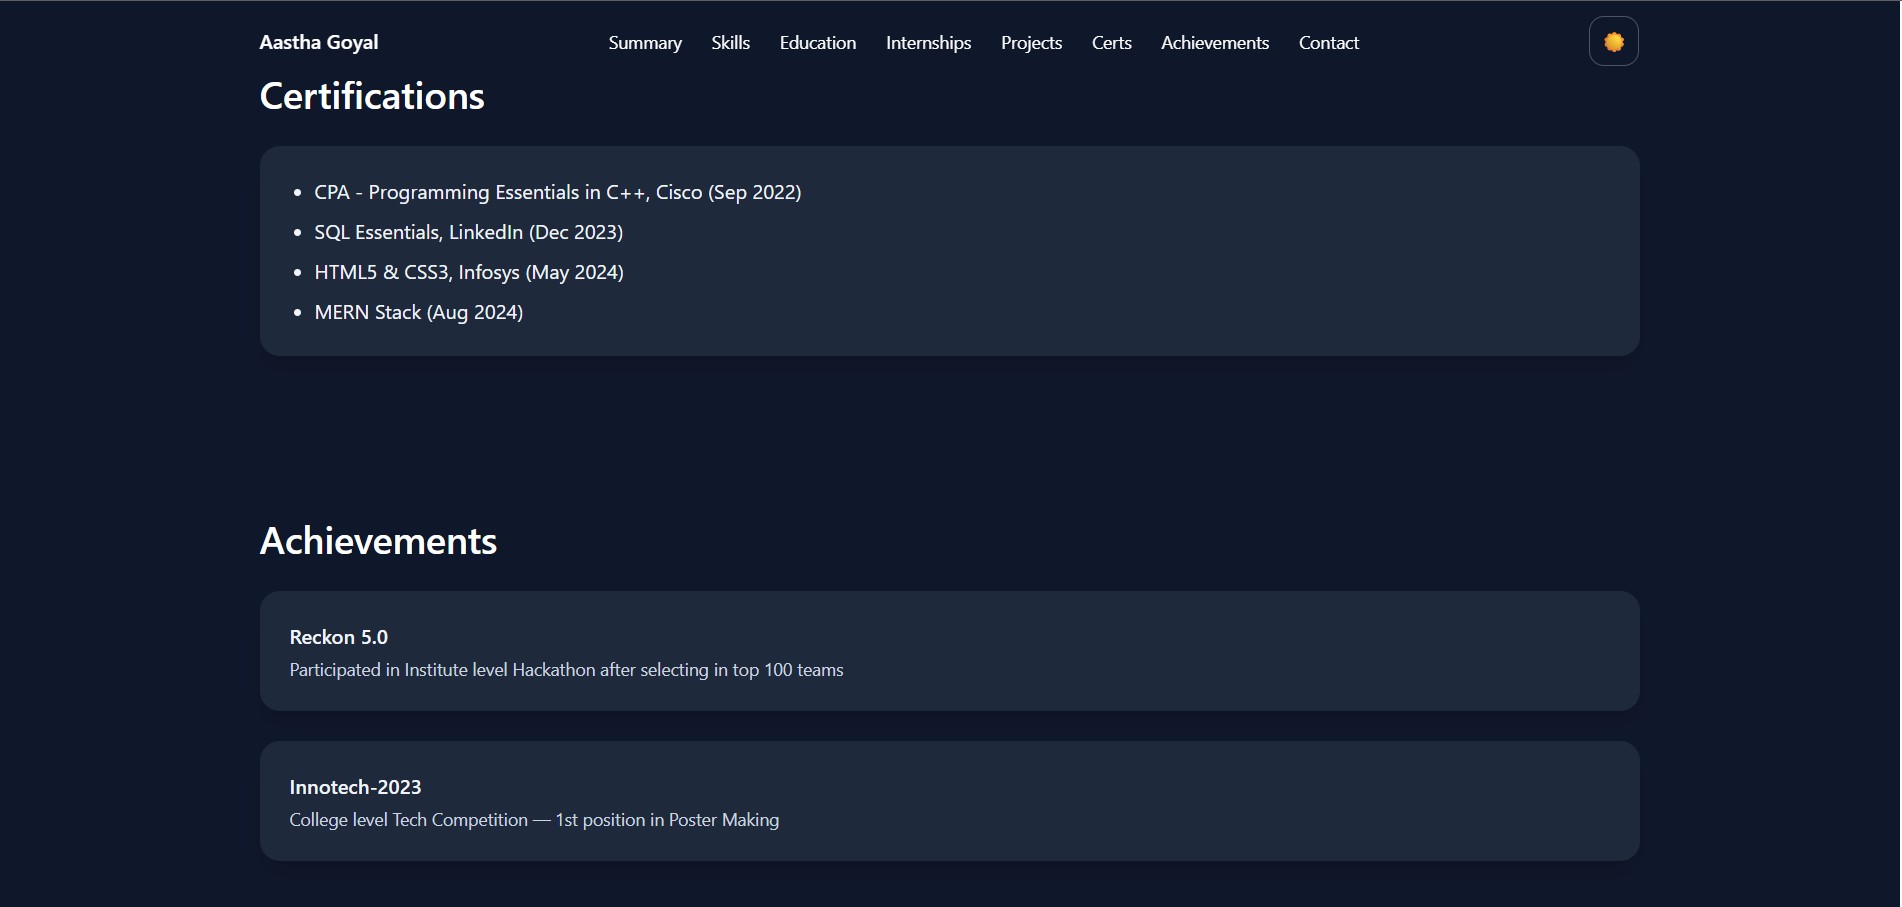 Aastha Goyal
Summary Skills Education Internships Projects Certs Achievements Contact
Certifications
• CPA - Programming Essentials in C++, Cisco (Sep 2022)
• SQL Essentials, LinkedIn (Dec 2023)
• HTML5 & CSS3, Infosys (May 2024)
• MERN Stack (Aug 2024)
Achievements
Reckon 5.0
Participated in Institute level Hackathon after selecting in top 100 teams
Innotech-2023
College level Tech Competition — 1st position in Poster Making